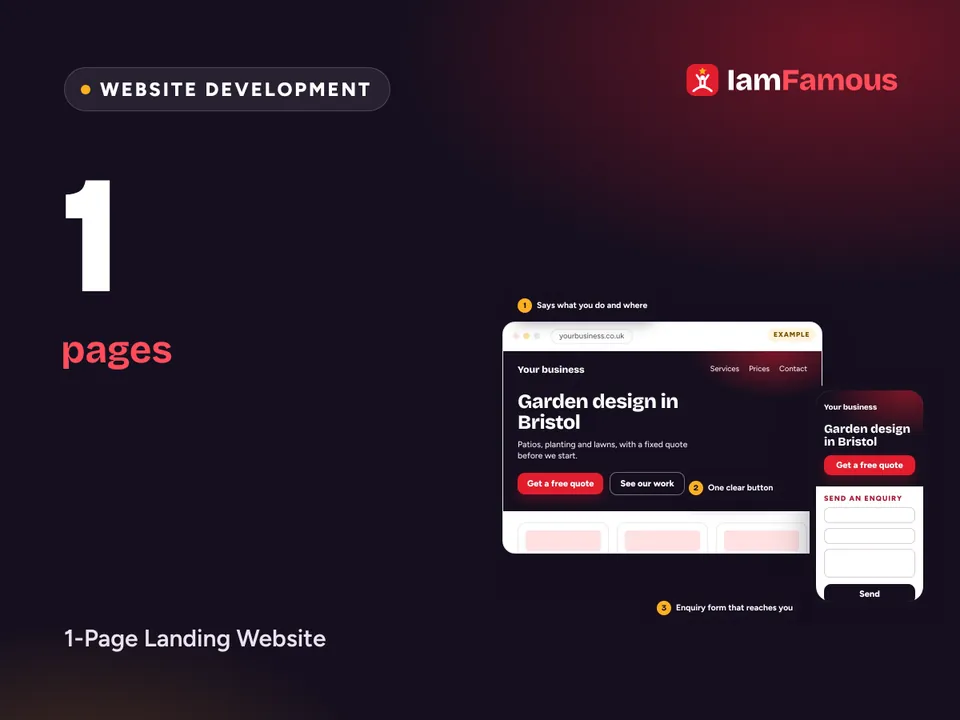 WEBSITE DEVELOPMENT
IamFamous
1
pages
1 Says what you do and where
yourbusiness.co.uk
EXAMPLE
Your business
Services Prices Contact
Garden design in
Bristol
Patios, planting and lawns, with a fixed quote
before we start.
Get a free quote
See our work
2 One clear button
Your business
Garden design
in Bristol
Get a free quote
SEND AN ENQUIRY
Send
3 Enquiry form that reaches you
1-Page Landing Website